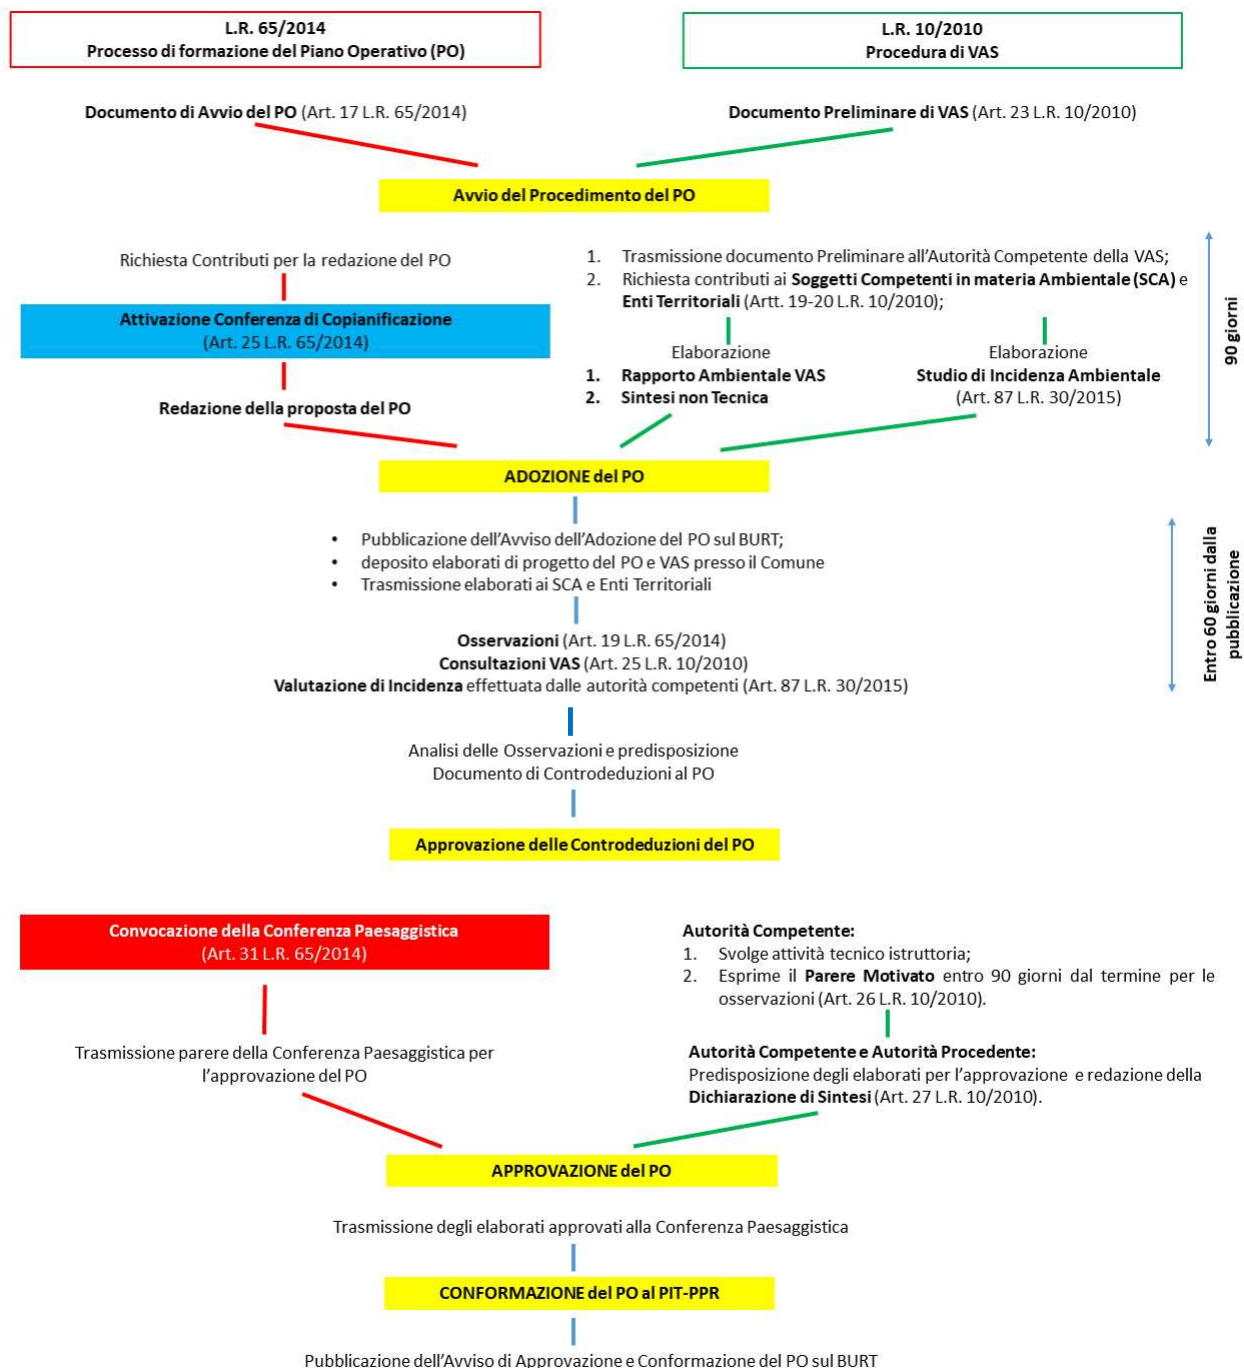 L.R. 65/2014
Processo di formazione del Piano Operativo (PO)
L.R. 10/2010
Procedura di VAS
Documento di Avvio del PO (Art. 17 L.R. 65/2014)
Documento Preliminare di VAS (Art. 23 L.R. 10/2010)
Avvio del Procedimento del PO
Richiesta Contributi per la redazione del PO
1. Trasmissione documento Preliminare all'Autorità Competente della VAS;
2. Richiesta contributi ai Soggetti Competenti in materia Ambientale (SCA) e
Enti Territoriali (Artt. 19-20 L.R. 10/2010);
Attivazione Conferenza di Copianificazione
(Art. 25 L.R. 65/2014)
Elaborazione
1. Rapporto Ambientale VAS
2. Sintesi non Tecnica
Elaborazione
Studio di Incidenza Ambientale
(Art. 87 L.R. 30/2015)
90 giorni
Redazione della proposta del PO
ADOZIONE del PO
• Pubblicazione dell'Avviso dell'Adozione del PO sul BURT;
• deposito elaborati di progetto del PO e VAS presso il Comune
• Trasmissione elaborati ai SCA e Enti Territoriali
Entro 60 giorni dalla
pubblicazione
Osservazioni (Art. 19 L.R. 65/2014)
Consultazioni VAS (Art. 25 L.R. 10/2010)
Valutazione di Incidenza effettuata dalle autorità competenti (Art. 87 L.R. 30/2015)
Analisi delle Osservazioni e predisposizione
Documento di Controdeduzioni al PO
Approvazione delle Controdeduzioni del PO
Convocazione della Conferenza Paesaggistica
(Art. 31 L.R. 65/2014)
Autorità Competente:
1. Svolge attività tecnico istruttoria;
2. Esprime il Parere Motivato entro 90 giorni dal termine per le
osservazioni (Art. 26 L.R. 10/2010).
Trasmissione parere della Conferenza Paesaggistica per
l'approvazione del PO
Autorità Competente e Autorità Procedente:
Predisposizione degli elaborati per l'approvazione e redazione della
Dichiarazione di Sintesi (Art. 27 L.R. 10/2010).
APPROVAZIONE del PO
Trasmissione degli elaborati approvati alla Conferenza Paesaggistica
CONFORMAZIONE del PO al PIT-PPR
Pubblicazione dell'Avviso di Approvazione e Conformazione del PO sul BURT